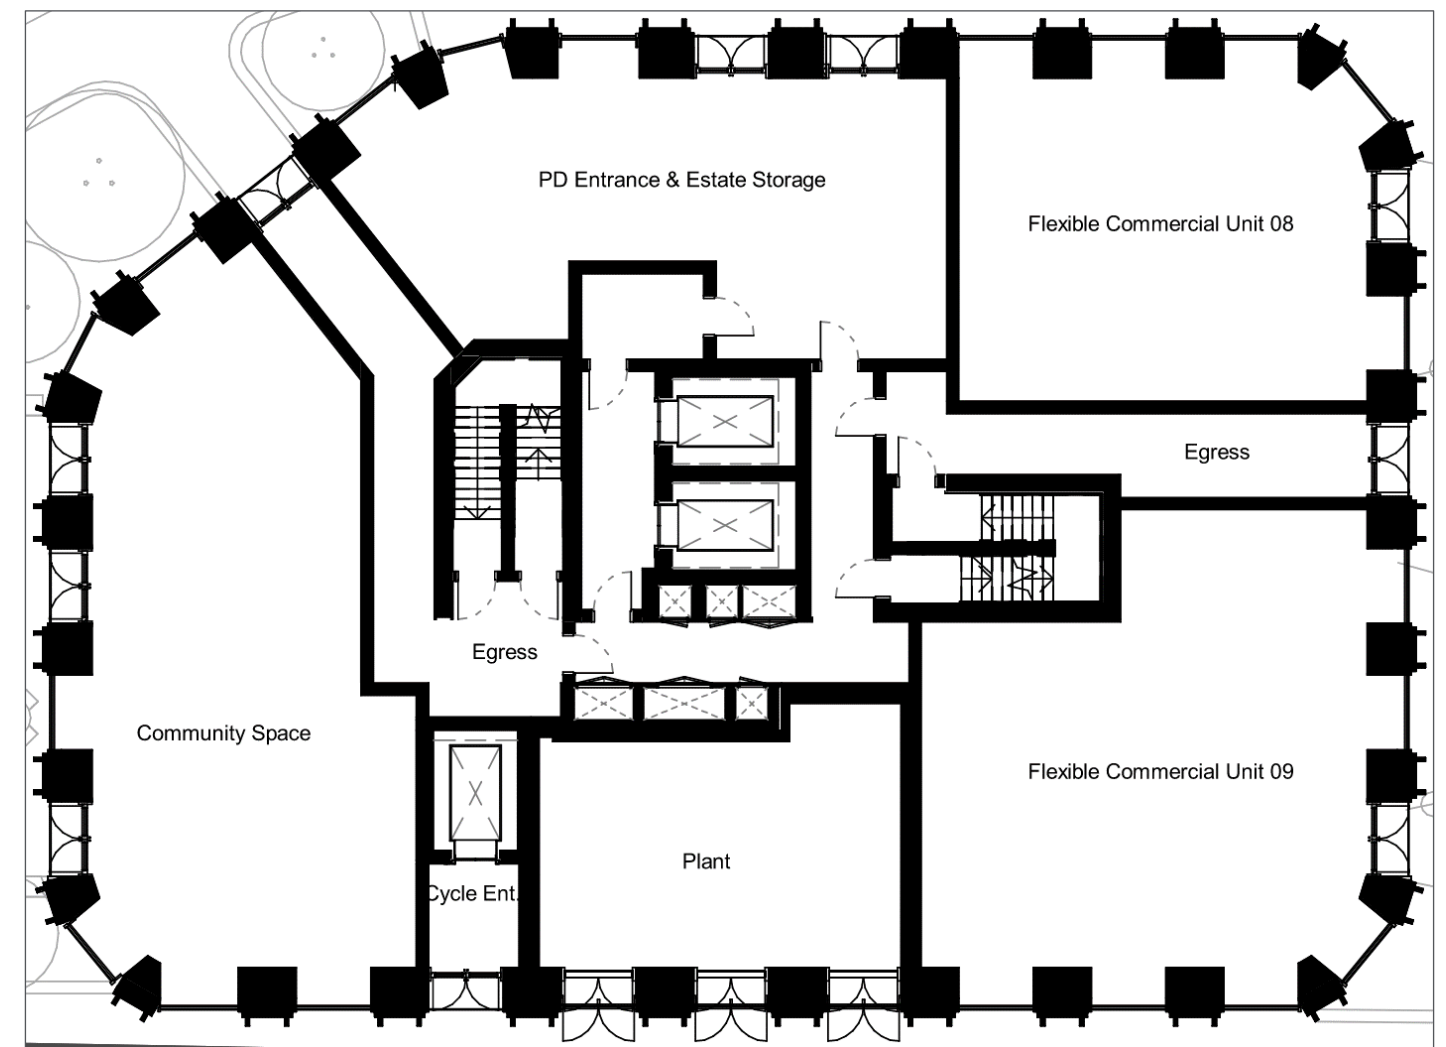 PD Entrance & Estate Storage
Flexible Commercial Unit 08
Egress
Egress
Community Space
Flexible Commercial Unit 09
Plant
Cycle Ent.